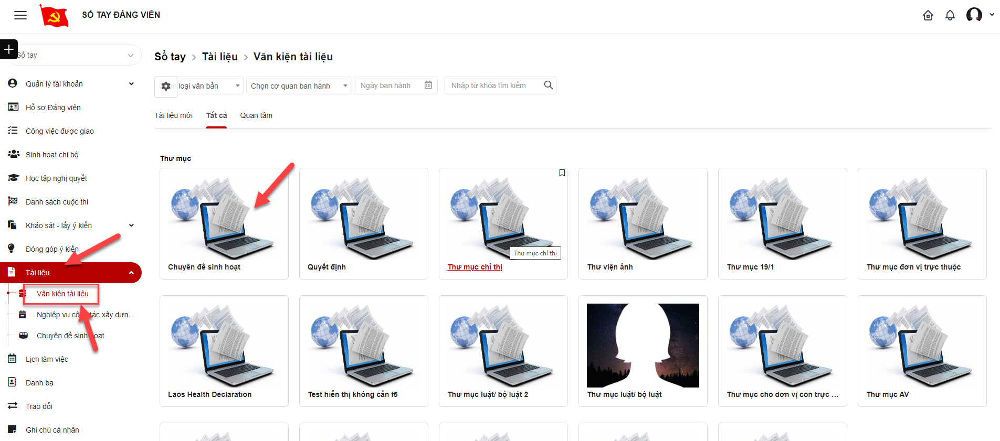 SỔ TAY ĐẢNG VIÊN
Sổ tay
Quản lý tài khoản
Hồ sơ Đảng viên
Công việc được giao
Sinh hoạt chi bộ
Học tập nghị quyết
Danh sách cuộc thi
Khảo sát - lấy ý kiến
Đóng góp ý kiến
Tài liệu
Văn kiện tài liệu
Nghiệp vụ công tác xây dựn...
Chuyên đề sinh hoạt
Lịch làm việc
Danh bạ
Trao đổi
Ghi chú cá nhân
Sổ tay > Tài liệu > Văn kiện tài liệu
loại văn bản Chọn cơ quan ban hành Ngày ban hành Nhập từ khóa tìm kiếm
Tài liệu mới Tất cả Quan tâm
Thư mục
Thư mục chỉ thị
Chuyên đề sinh hoạt Quyết định Thư mục chỉ thị Thư viện ảnh Thư mục 19/1 Thư mục đơn vị trực thuộc
Laos Health Declaration Test hiển thị không cần f5 Thư mục luật/ bộ luật 2 Thư mục luật/ bộ luật Thư mục cho đơn vị con trực ... Thư mục AV